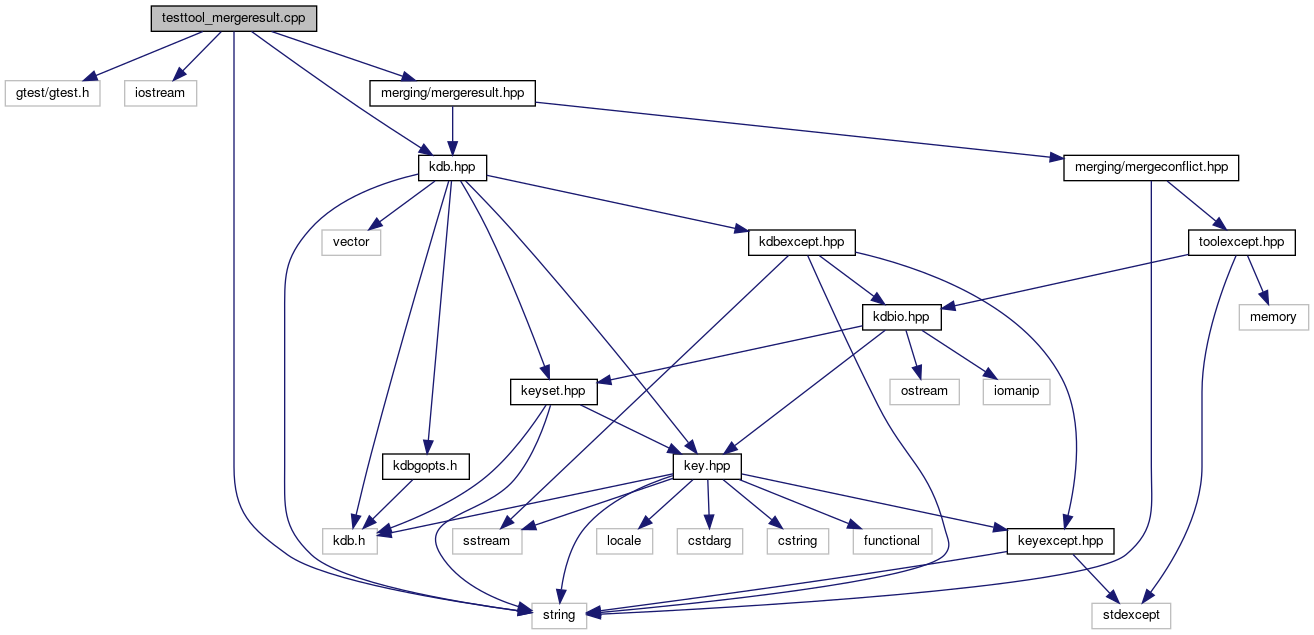 testtool_mergeresult.cpp
gtest/gtest.h
iostream
merging/mergeresult.hpp
kdb.hpp
merging/mergeconflict.hpp
vector
kdbexcept.hpp
toolexcept.hpp
kdbio.hpp
memory
keyset.hpp
ostream
iomanip
kdbgopts.h
key.hpp
kdb.h
sstream
locale
cstdarg
cstring
functional
keyexcept.hpp
string
stdexcept